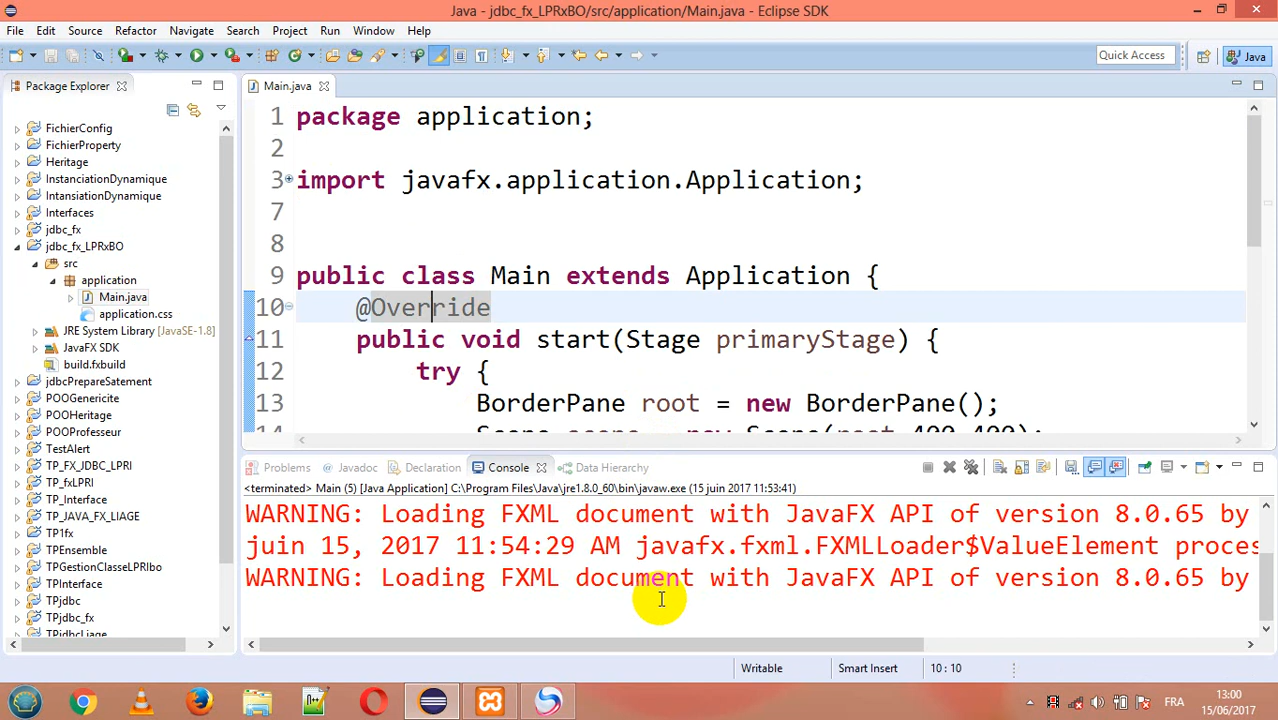 Java - jdbc_fx_LPRxBO/src/application/Main.java - Eclipse SDK
File Edit Source Refactor Navigate Search Project Run Window Help
Quick Access
Java
Package Explorer
FichierConfig
FichierProperty
Heritage
InstanciationDynamique
IntansiationDynamique
Interfaces
jdbc_fx
jdbc_fx_LPRxBO
src
application
Main.java
application.css
JRE System Library [JavaSE-1.8]
JavaFX SDK
build.fxbuild
jdbcPrepareSatement
POOGenericite
POOHeritage
POOProfesseur
TestAlert
TP_FX_JDBC_LPRI
TP_fxLPRI
TP_Interface
TP_JAVA_FX_LIAGE
TP1fx
TPEnsemble
TPGestionClasseLPRIbo
TPInterface
TPjdbc
TPjdbc_fx
TPjdbcLiage
Main.java
1 package application;
2
3 import javafx.application.Application;
7
8
9 public class Main extends Application {
10 @Override
11 public void start(Stage primaryStage) {
12 try {
13 BorderPane root = new BorderPane();
14 Scene scene = new Scene(root,400,400);
Problems Javadoc Declaration Console Data Hierarchy
<terminated> Main (5) [Java Application] C:\Program Files\Java\jre1.8.0_60\bin\javaw.exe (15 juin 2017 11:53:41)
WARNING: Loading FXML document with JavaFX API of version 8.0.65 by
juin 15, 2017 11:54:29 AM javafx.fxml.FXMLLoader$ValueElement proces
WARNING: Loading FXML document with JavaFX API of version 8.0.65 by
Writable
Smart Insert
10 : 10
FRA
13:00
15/06/2017